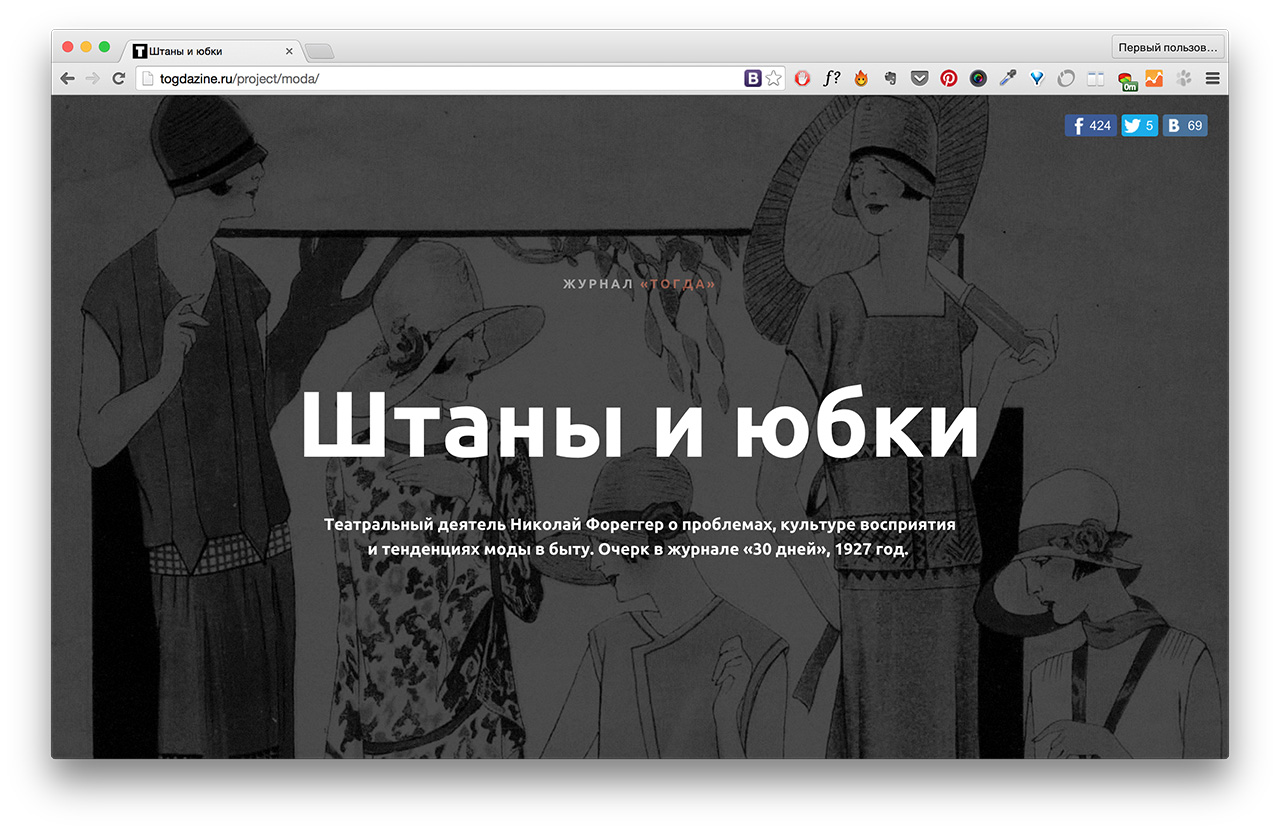 Штаны и юбки
Первый пользов...
togdazine.ru/project/moda/
B
f?
0m
f 424
5
B 69
ЖУРНАЛ «ТОГДА»
Штаны и юбки
Театральный деятель Николай Фореггер о проблемах, культуре восприятия
и тенденциях моды в быту. Очерк в журнале «30 дней», 1927 год.